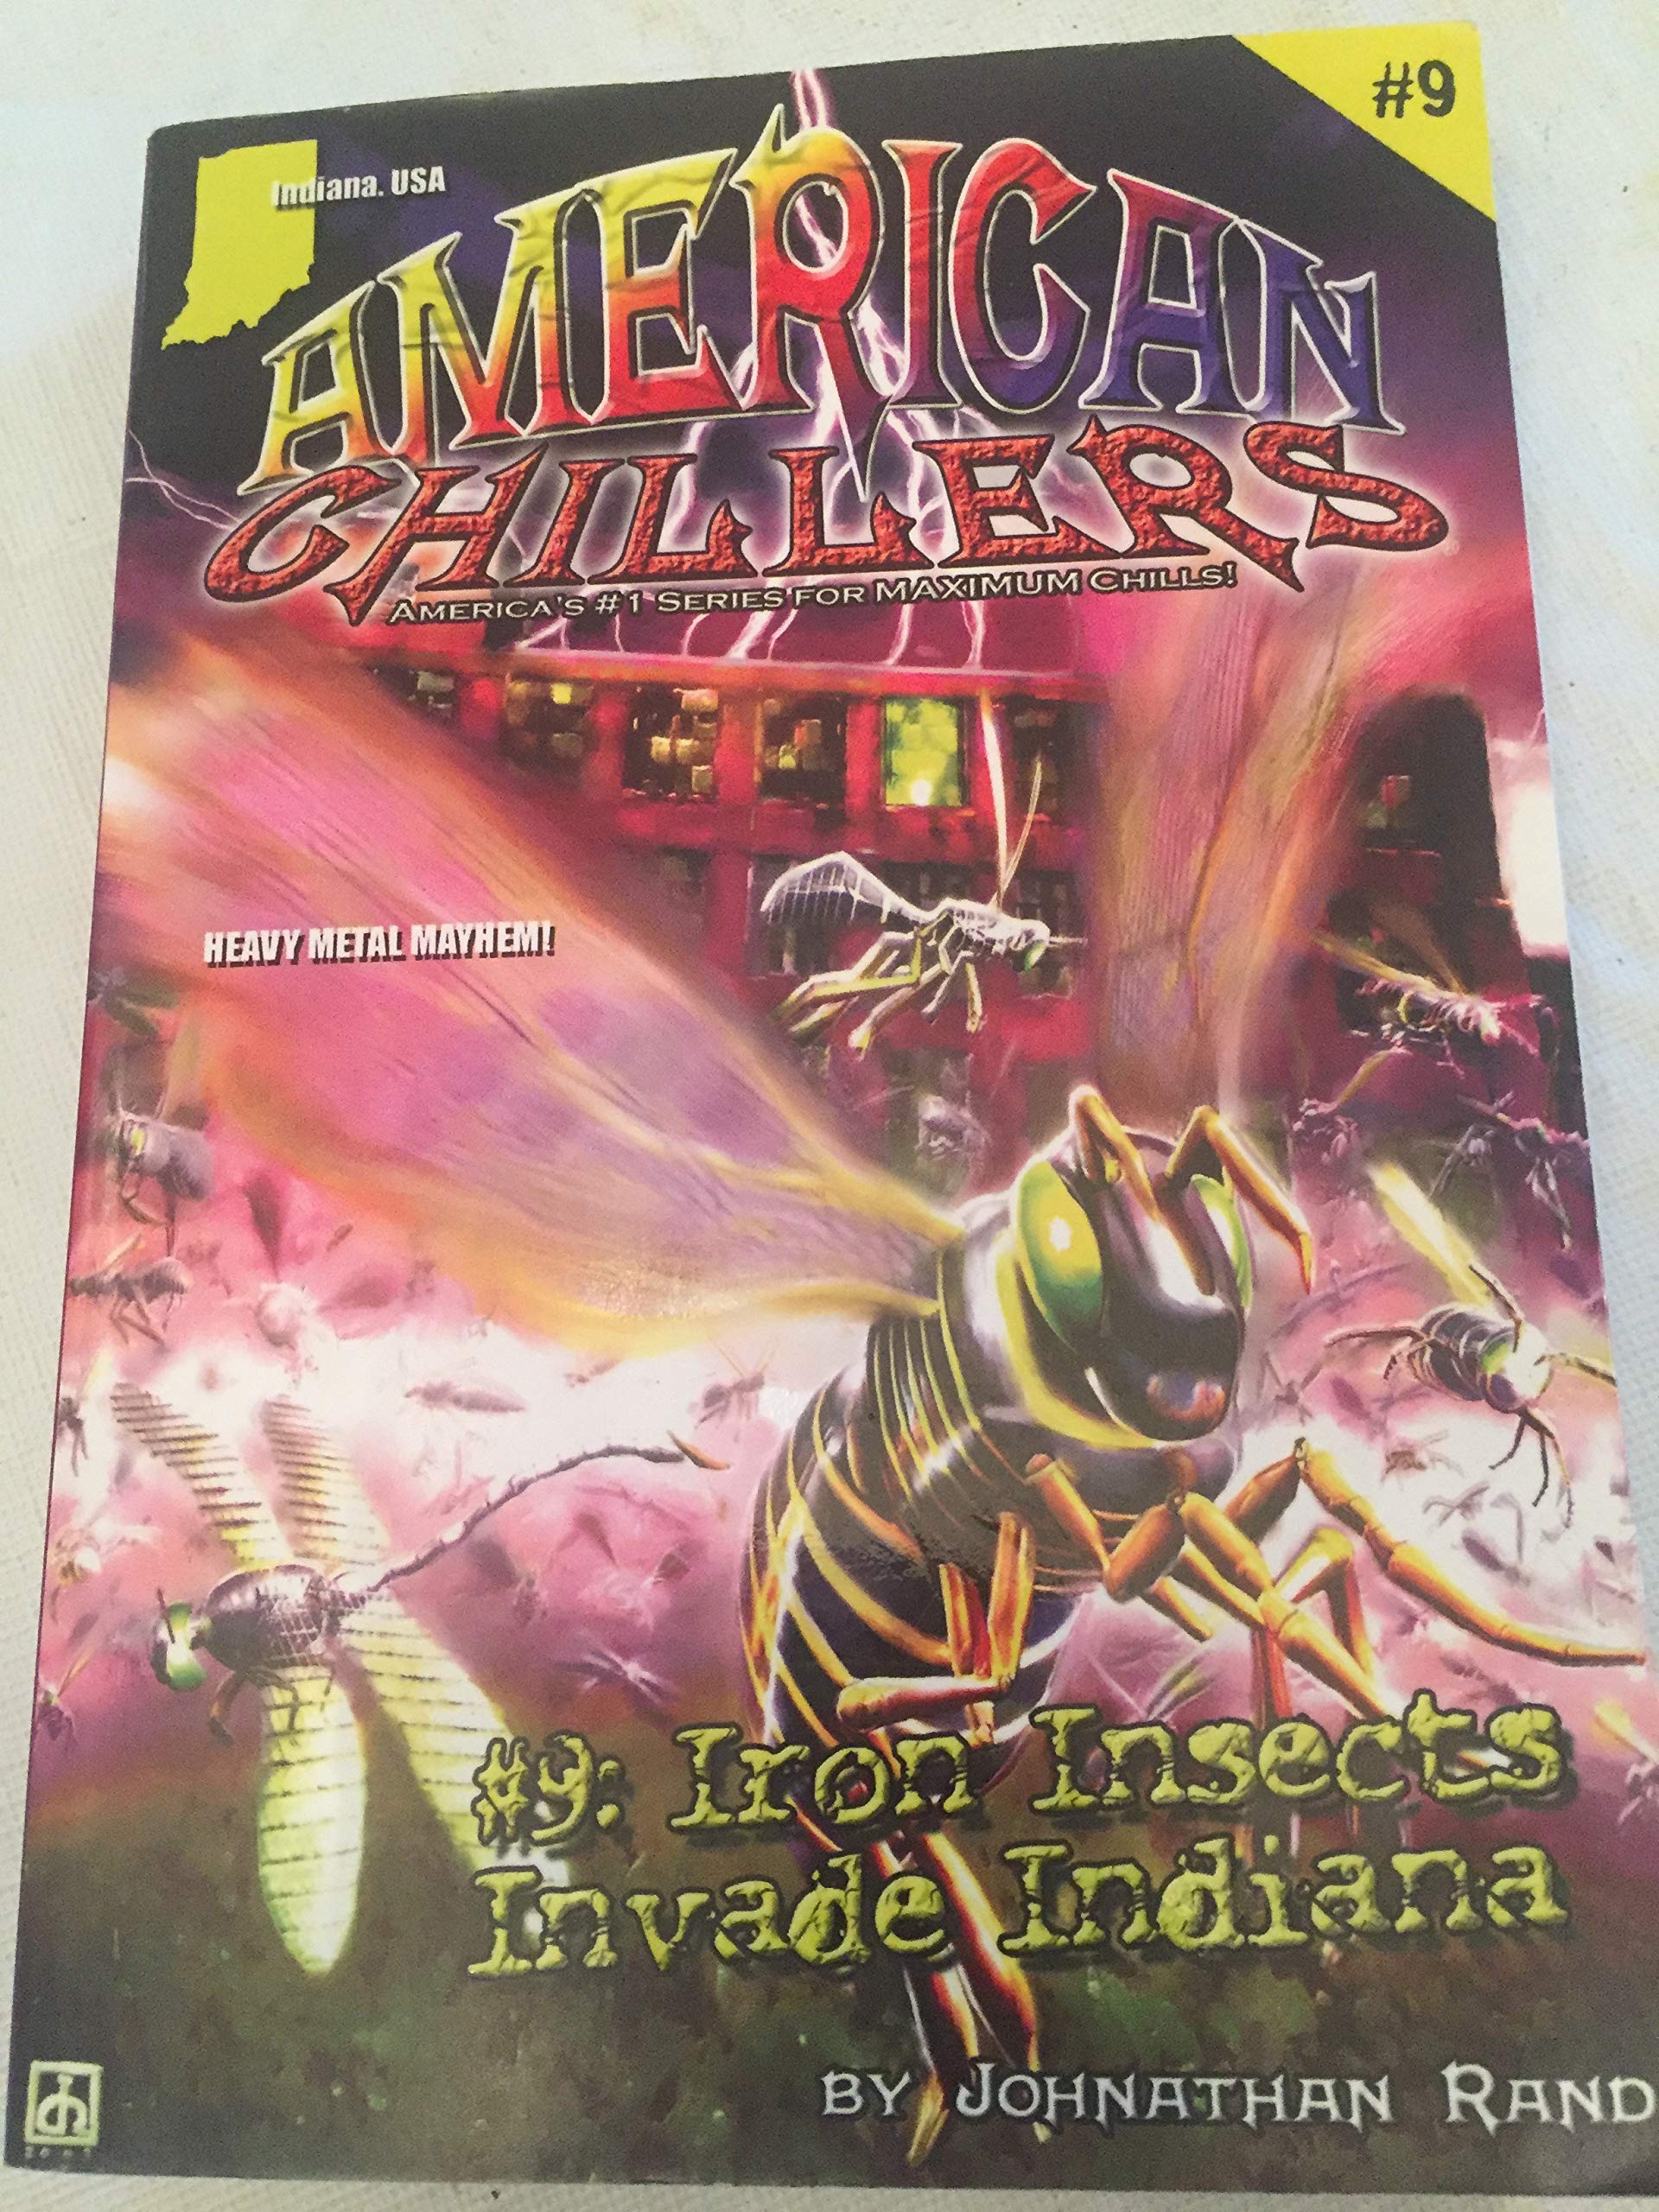 #9
Indiana. USA
AMERICAN
CHILLERS
AMERICA'S #1 SERIES FOR MAXIMUM CHILLS!
HEAVY METAL MAYHEM!
#9: Iron Insects
Invade Indiana
BY JOHNATHAN RAND